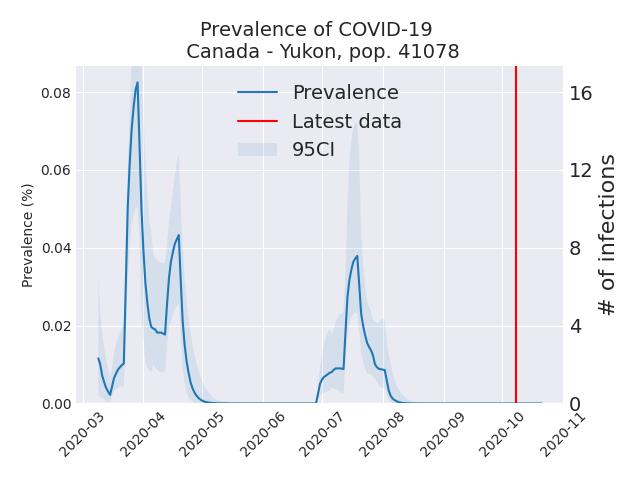 Prevalence of COVID-19
Canada - Yukon, pop. 41078
Prevalence
Latest data
95CI
Prevalence (%)
0.08
0.06
0.04
0.02
0.00
# of infections
16
12
8
4
0
2020-03
2020-04
2020-05
2020-06
2020-07
2020-08
2020-09
2020-10
2020-11